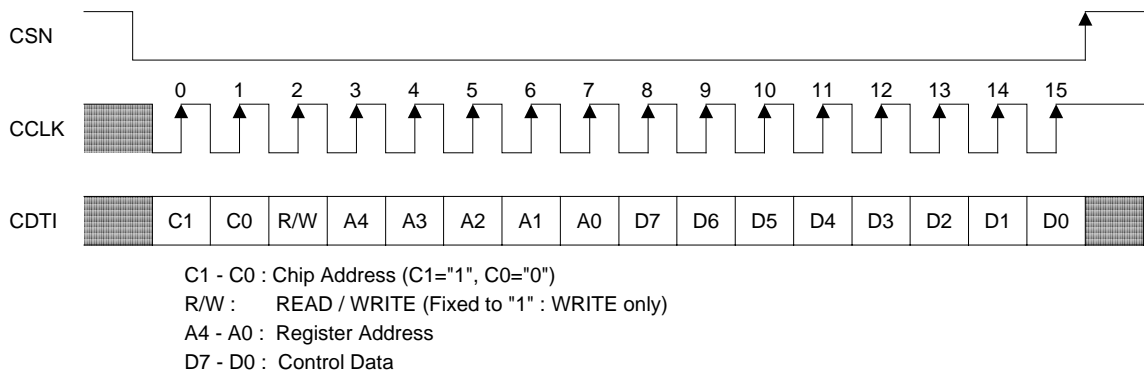 CSN
0 1 2 3 4 5 6 7 8 9 10 11 12 13 14 15
CCLK
CDTI C1 C0 R/W A4 A3 A2 A1 A0 D7 D6 D5 D4 D3 D2 D1 D0
C1 - C0 : Chip Address (C1="1", C0="0")
R/W : READ / WRITE (Fixed to "1" : WRITE only)
A4 - A0 : Register Address
D7 - D0 : Control Data